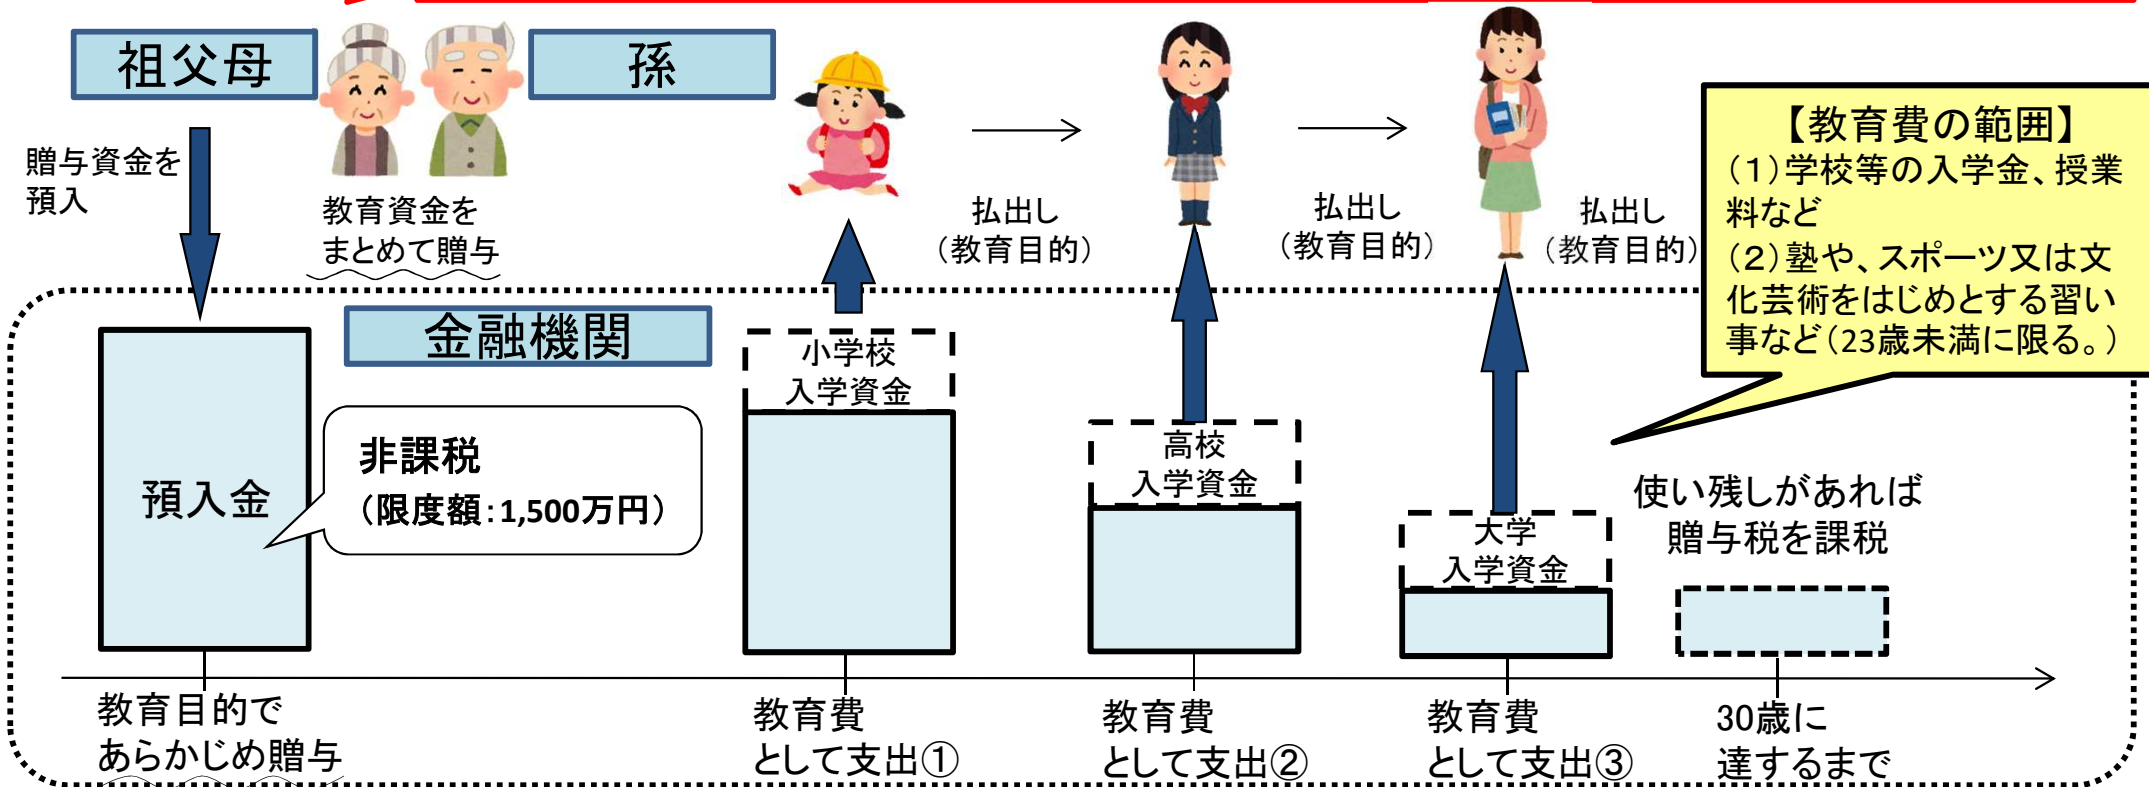 祖父母
孫
贈与資金を
預入
教育資金を
まとめて贈与
払出し
(教育目的)
払出し
(教育目的)
払出し
(教育目的)
【教育費の範囲】
(1)学校等の入学金、授業
料など
(2)塾や、スポーツ又は文
化芸術をはじめとする習い
事など(23歳未満に限る。)
金融機関
預入金
非課税
(限度額:1,500万円)
小学校
入学資金
高校
入学資金
大学
入学資金
使い残しがあれば
贈与税を課税
教育目的で
あらかじめ贈与
教育費
として支出①
教育費
として支出②
教育費
として支出③
30歳に
達するまで